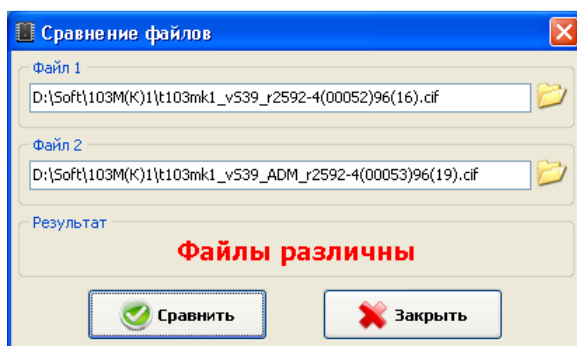 Сравнение файлов
Файл 1
D:\Soft\103M(K)1\t103mk1_vS39_r2592-4(00052)96(16).cif
Файл 2
D:\Soft\103M(K)1\t103mk1_vS39_ADM_r2592-4(00053)96(19).cif
Результат
Файлы различны
Сравнить
Закрыть